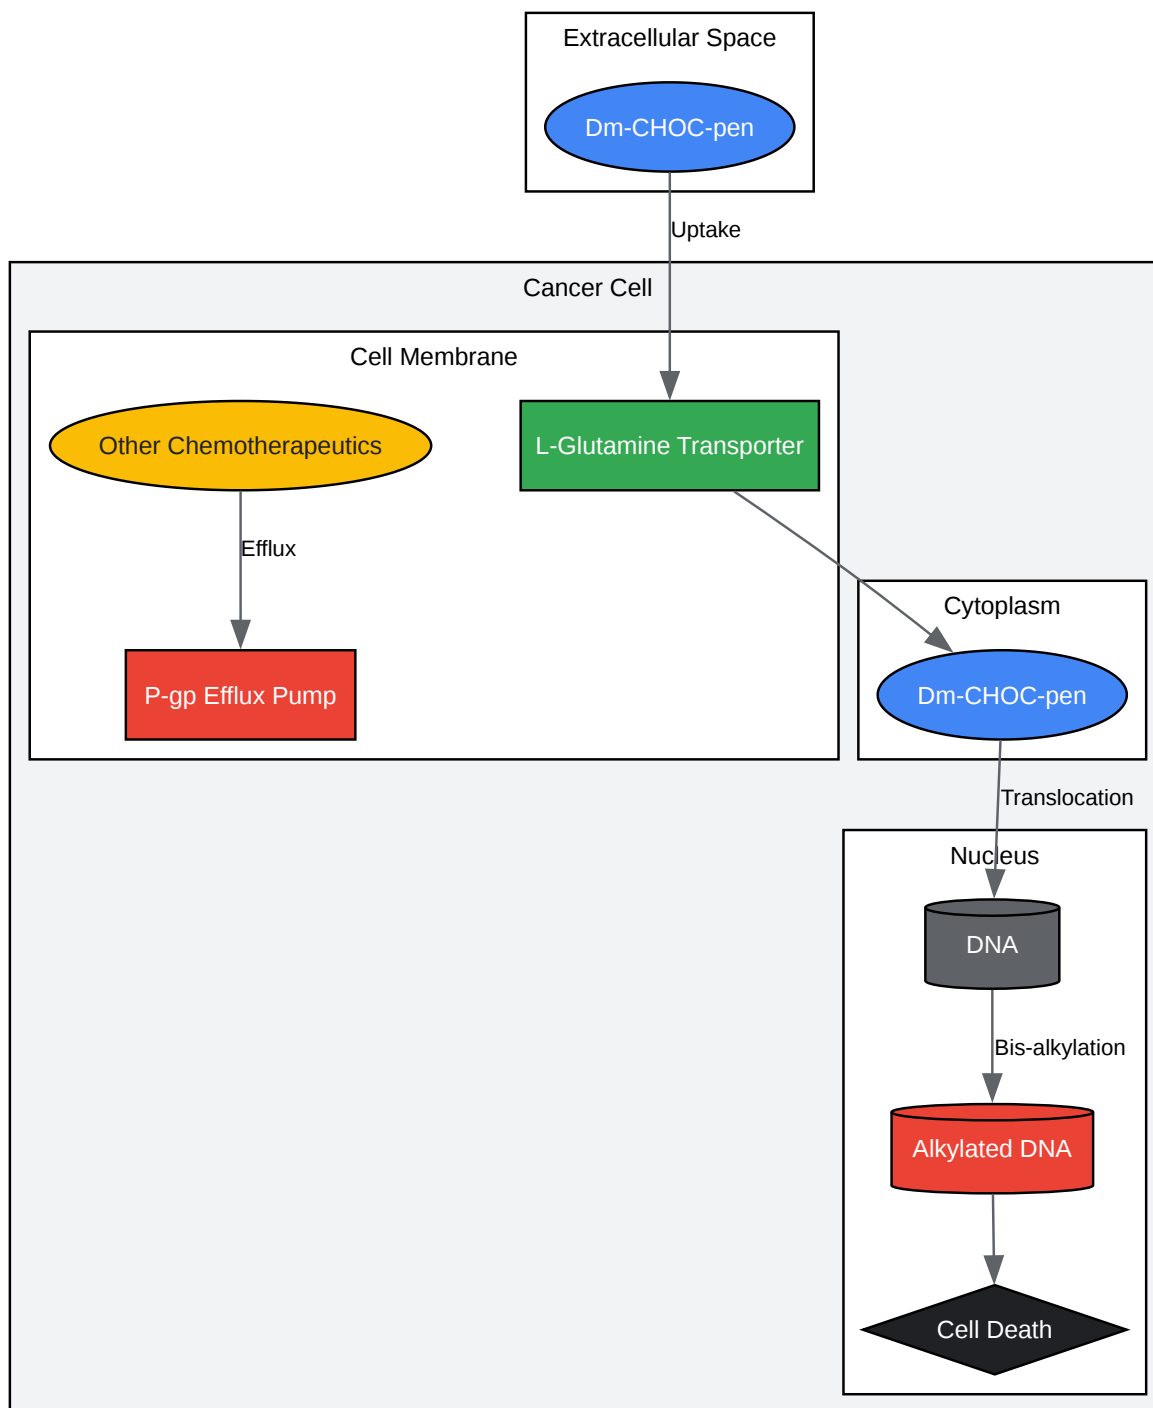 Extracellular Space
Dm-CHOC-pen
Uptake
Cancer Cell
Cell Membrane
Other Chemotherapeutics
L-Glutamine Transporter
Efflux
P-gp Efflux Pump
Cytoplasm
Dm-CHOC-pen
Translocation
Nucleus
DNA
Bis-alkylation
Alkylated DNA
Cell Death